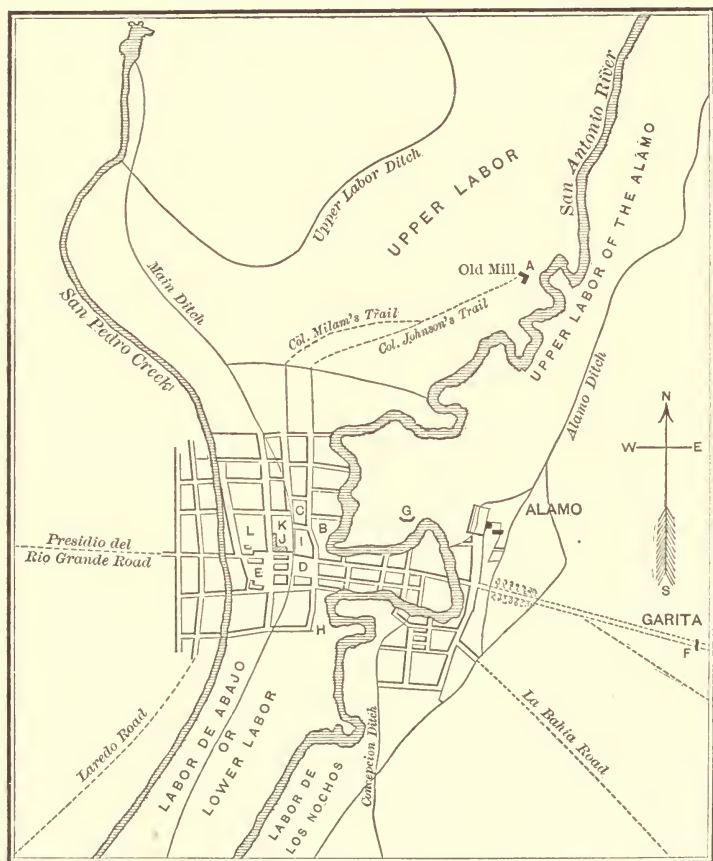 San Antonio River
Upper Labor Ditch
UPPER LABOR
UPPER LABOR OF THE ALAMO
Old Mill
A
Main Ditch
San Pedro Creek
Col. Milam's Trail
Col. Johnson's Trail
Alamo Ditch
N
W
E
S
G
ALAMO
C
B
K
L
J
I
Presidio del
Rio Grande Road
E
D
H
GARITA
F
Laredo Road
LABOR DE ABAJO
OR
LOWER LABOR
LABOR DE
LOS NOCHOS
Concepcion Ditch
La Bahia Road